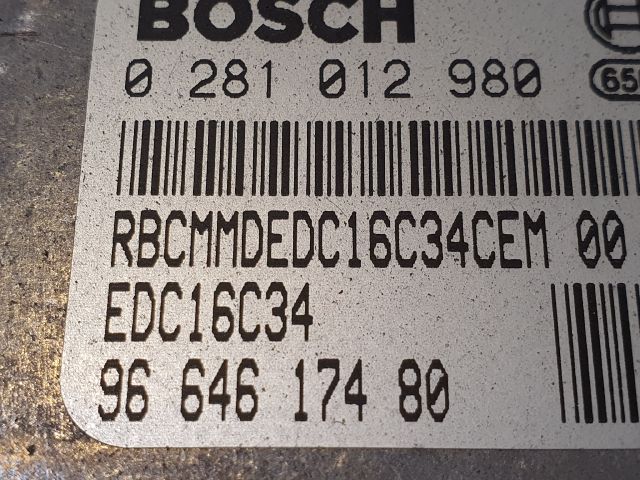 BOSCH
0 281 012 980
RBCMMDEDC16C34CEM 00
EDC16C34
96 646 174 80